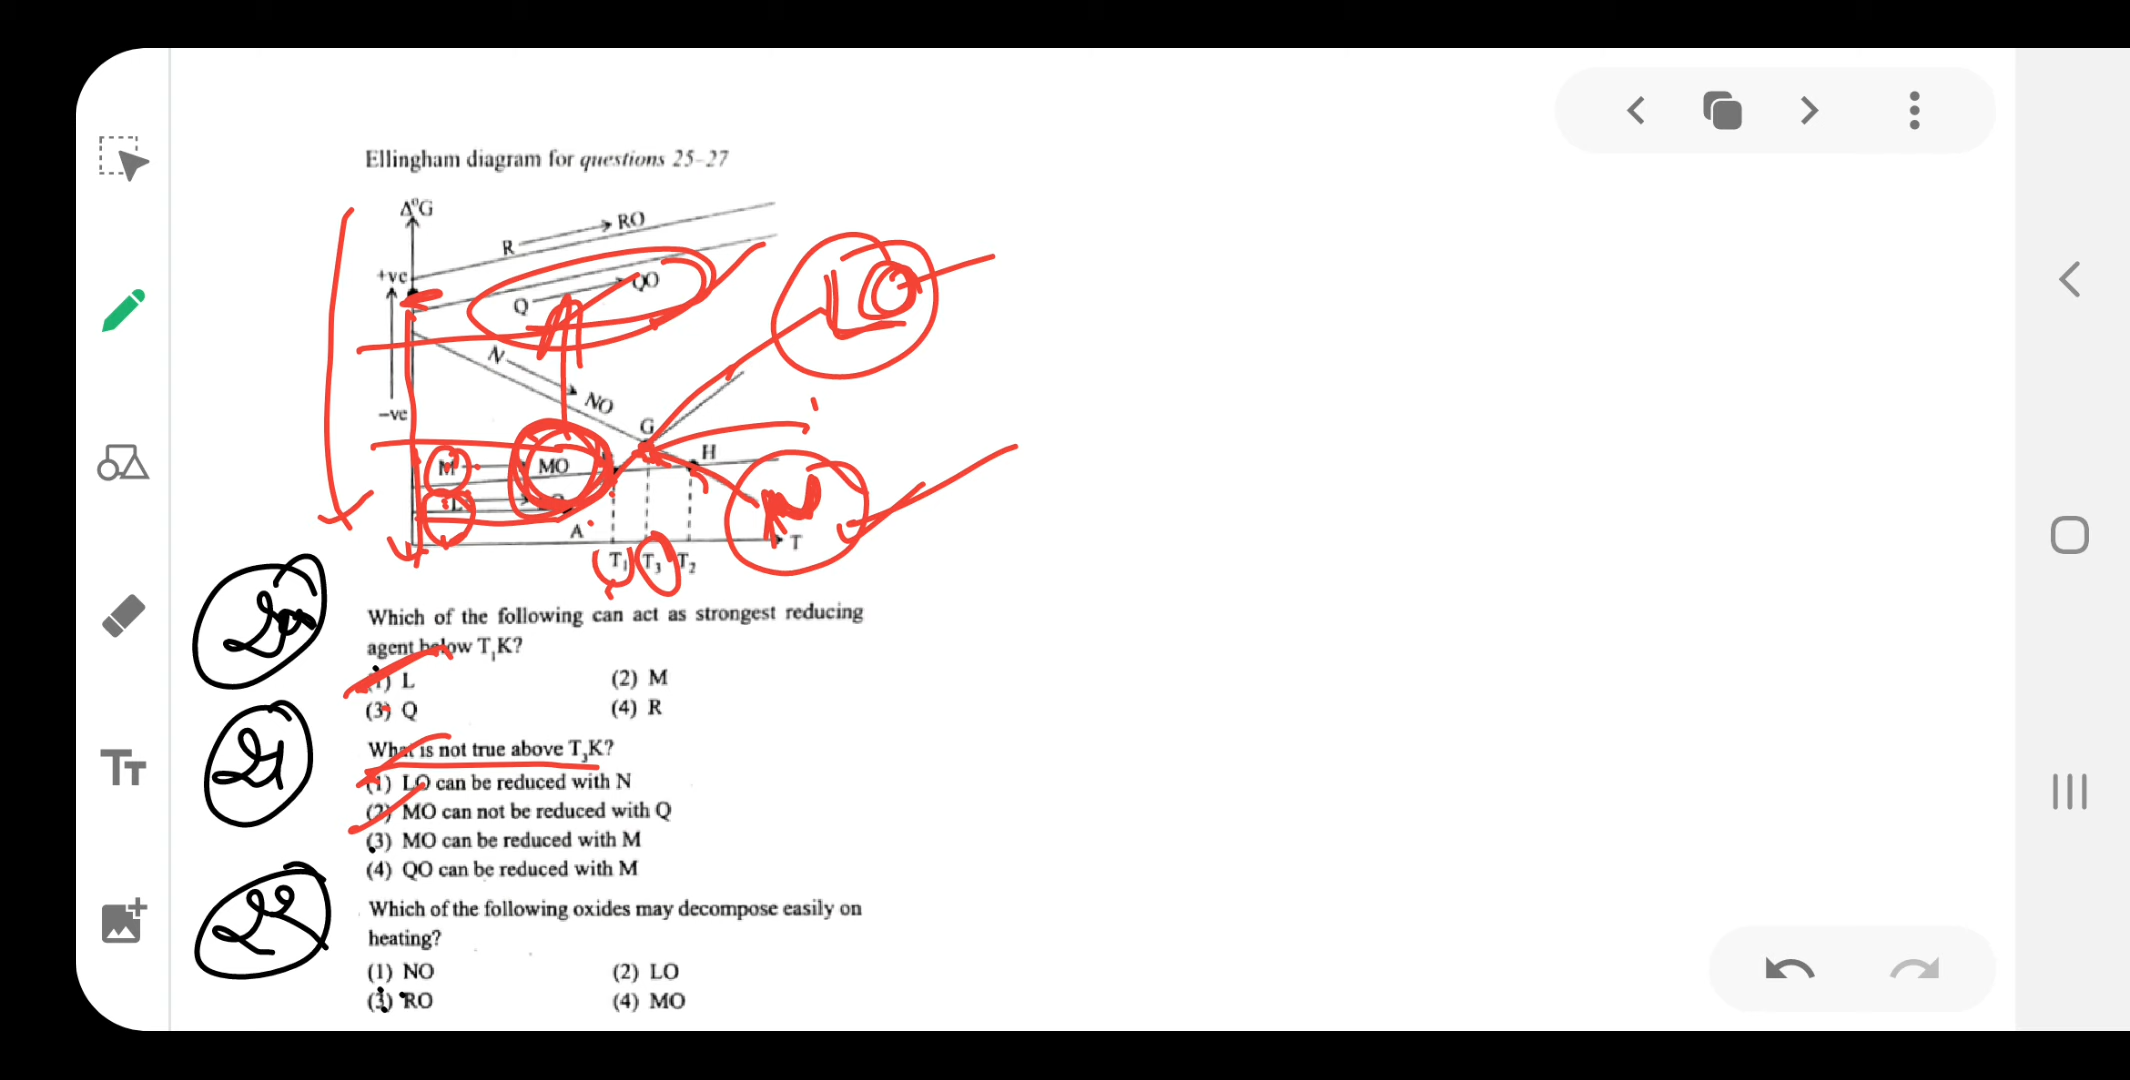 Ellingham diagram for questions 25-27
Δ°G
R → RO
+ve
Q → QO
LO
N → NO
-ve
G
H
M → MO
N
A
T
T₁ T₃ T₂
Which of the following can act as strongest reducing
agent below T₁K?
(1) L (2) M
(3) Q (4) R
What is not true above T₃K?
(1) LO can be reduced with N
(2) MO can not be reduced with Q
(3) MO can be reduced with M
(4) QO can be reduced with M
Which of the following oxides may decompose easily on
heating?
(1) NO (2) LO
(3) RO (4) MO
TT